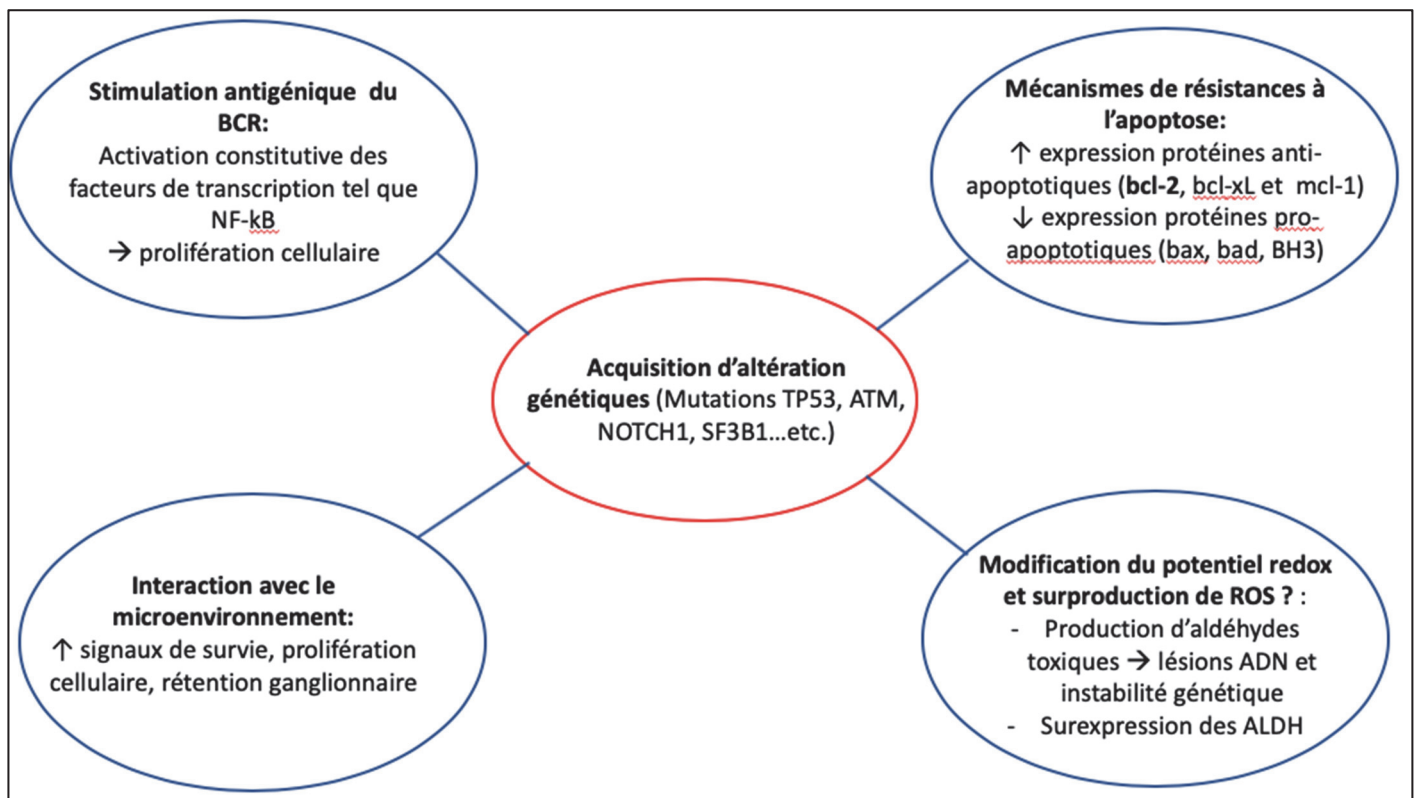 Stimulation antigénique du
BCR:
Activation constitutive des
facteurs de transcription tel que
NF-kB
→ prolifération cellulaire
Mécanismes de résistances à
l’apoptose:
↑ expression protéines anti-
apoptotiques (bcl-2, bcl-xL et mcl-1)
↓ expression protéines pro-
apoptotiques (bax, bad, BH3)
Acquisition d’altération
génétiques (Mutations TP53, ATM,
NOTCH1, SF3B1...etc.)
Interaction avec le
microenvironnement:
↑ signaux de survie, prolifération
cellulaire, rétention ganglionnaire
Modification du potentiel redox
et surproduction de ROS ? :
- Production d’aldéhydes
toxiques → lésions ADN et
instabilité génétique
- Surexpression des ALDH